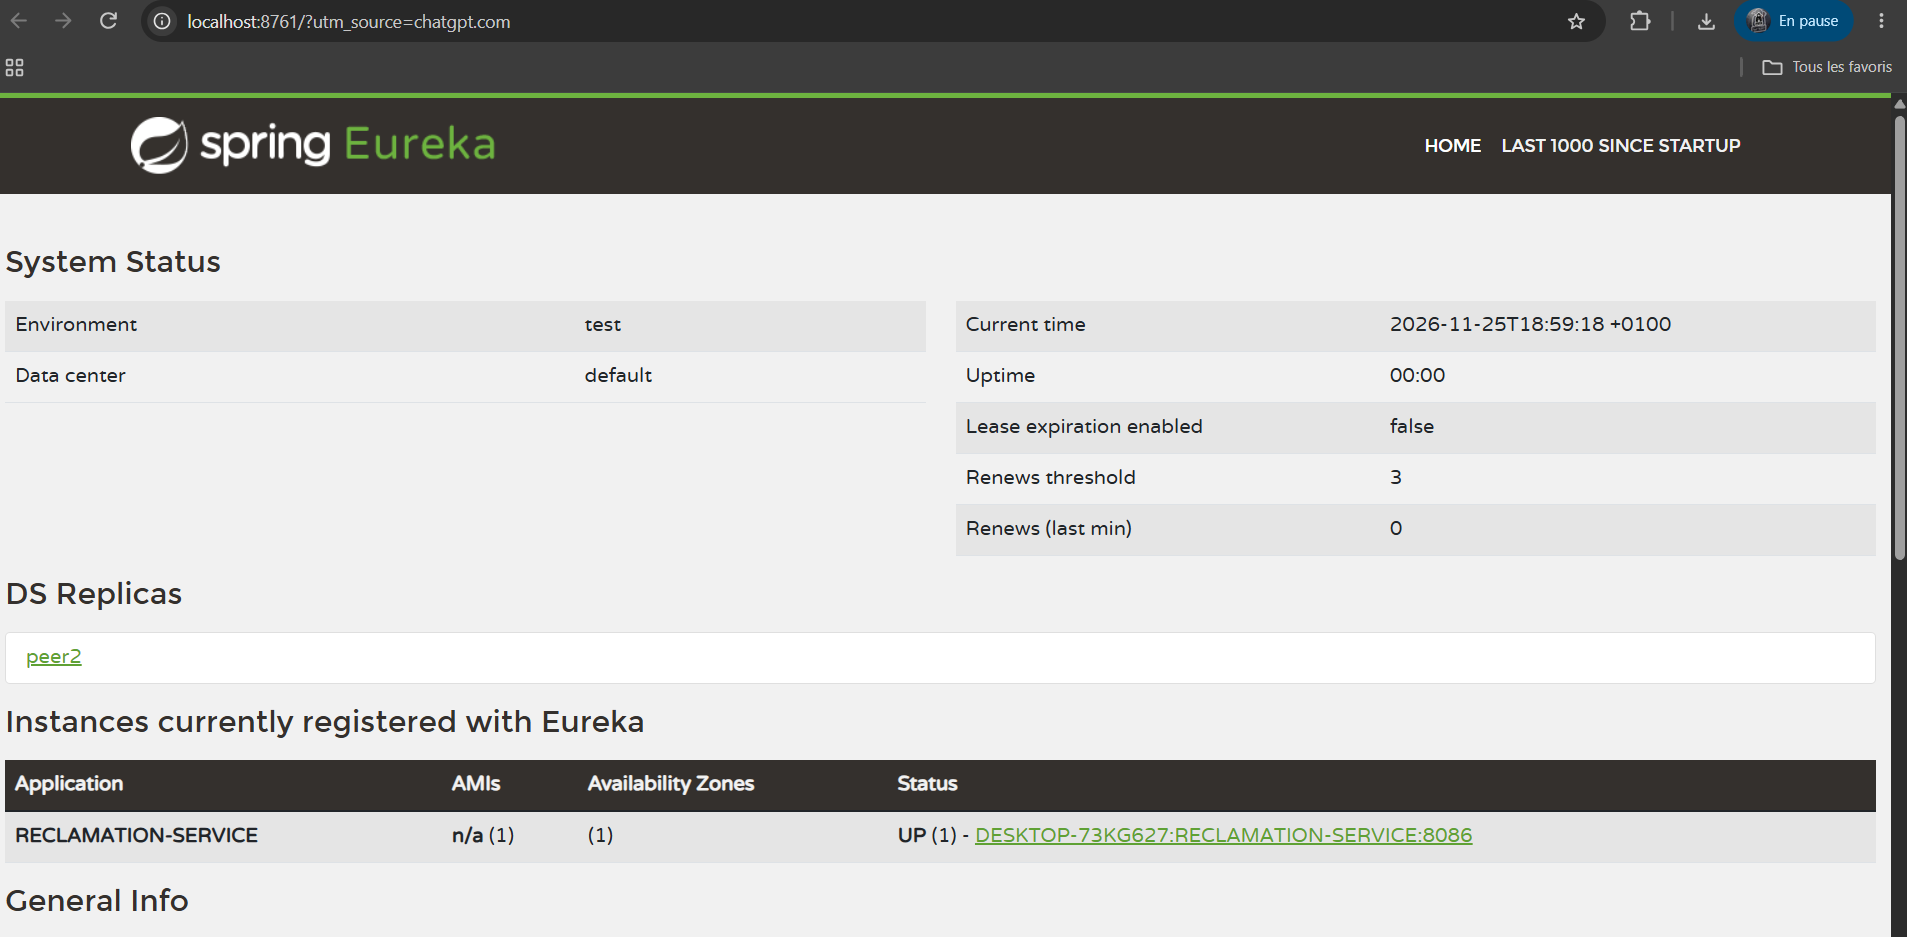 localhost:8761/?utm_source=chatgpt.com
En pause
Tous les favoris
spring Eureka
HOME LAST 1000 SINCE STARTUP
System Status
Environment test
Data center default
Current time 2026-11-25T18:59:18 +0100
Uptime 00:00
Lease expiration enabled false
Renews threshold 3
Renews (last min) 0
DS Replicas
peer2
Instances currently registered with Eureka
Application AMIs Availability Zones Status
RECLAMATION-SERVICE n/a (1) (1) UP (1) - DESKTOP-73KG627:RECLAMATION-SERVICE:8086
General Info